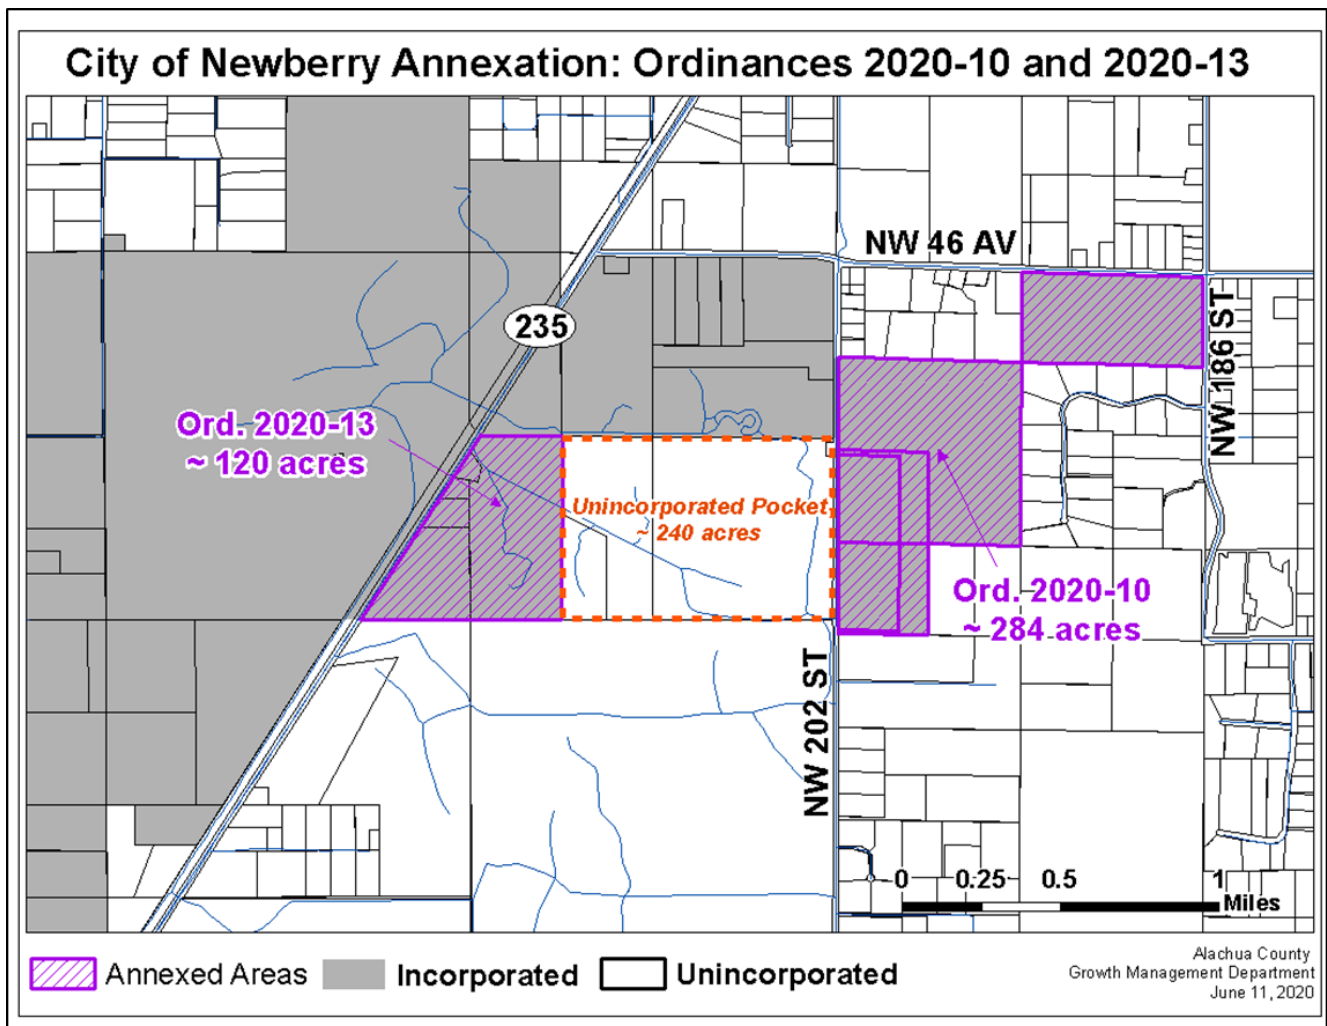 City of Newberry Annexation: Ordinances 2020-10 and 2020-13
NW 46 AV
235
NW 186 ST
Ord. 2020-13
~ 120 acres
Unincorporated Pocket
~ 240 acres
Ord. 2020-10
~ 284 acres
NW 202 ST
0 0.25 0.5 1
Miles
Annexed Areas Incorporated Unincorporated
Alachua County
Growth Management Department
June 11, 2020